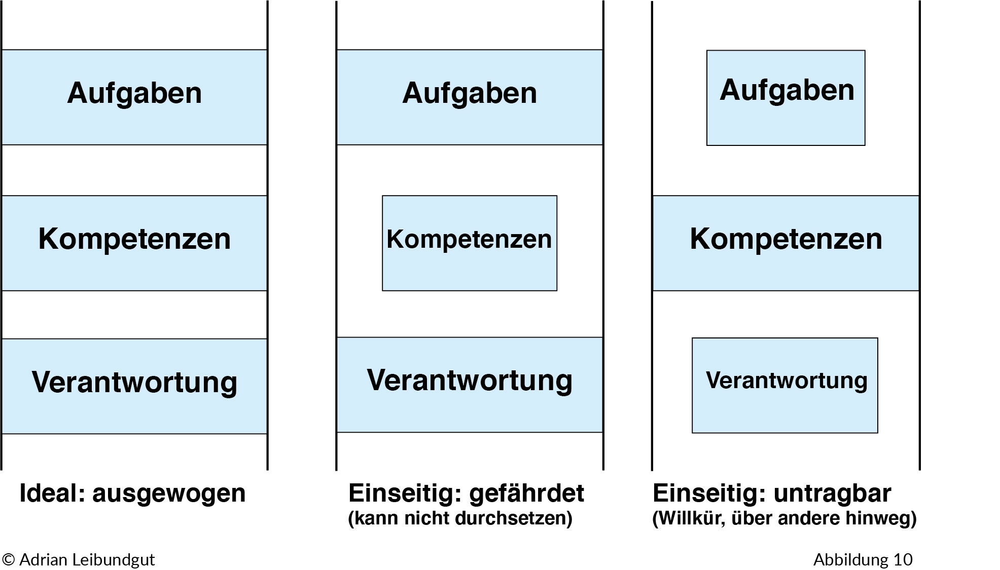 Aufgaben
Kompetenzen
Verantwortung
Ideal: ausgewogen
Aufgaben
Kompetenzen
Verantwortung
Einseitig: gefährdet
(kann nicht durchsetzen)
Aufgaben
Kompetenzen
Verantwortung
Einseitig: untragbar
(Willkür, über andere hinweg)
© Adrian Leibundgut
Abbildung 10